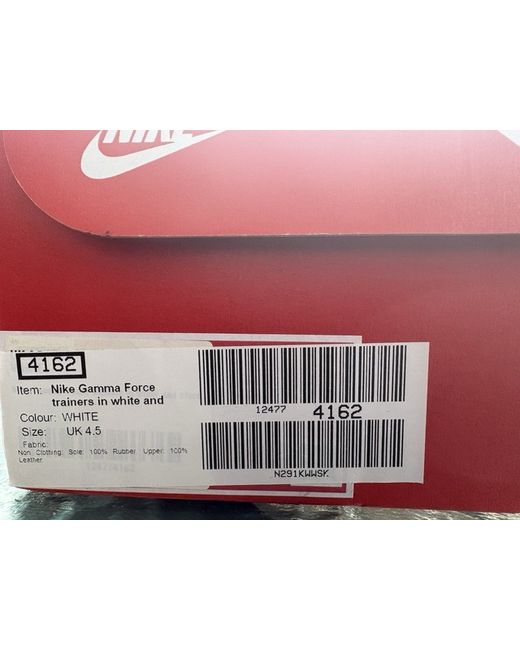 NIKE
4162
Item: Nike Gamma Force
trainers in white and
Colour: WHITE
Size: UK 4.5
Fabric:
Non Clothing: Sole: 100% Rubber Upper: 100%
Leather.
12477 4162
N291KWWSK